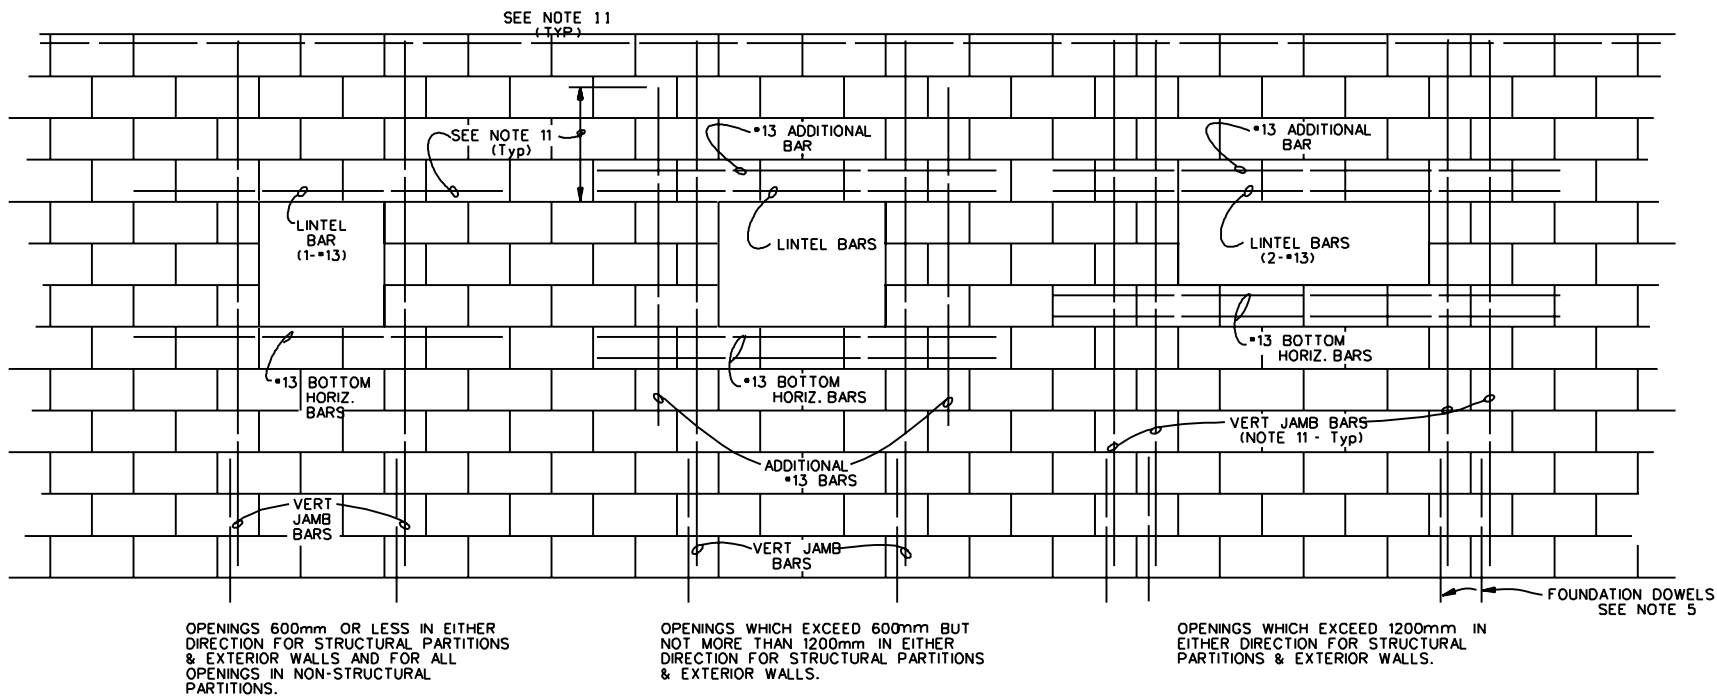 SEE NOTE 11
(TYP)
SEE NOTE 11
(Typ)
#13 ADDITIONAL
BAR
#13 ADDITIONAL
BAR
LINTEL
BAR
(1-#13)
LINTEL BARS
LINTEL BARS
(2-#13)
#13 BOTTOM
HORIZ.
BARS
#13 BOTTOM
HORIZ. BARS
#13 BOTTOM
HORIZ. BARS
VERT JAMB BARS
(NOTE 11 - Typ)
ADDITIONAL
#13 BARS
VERT
JAMB
BARS
VERT JAMB
BARS
FOUNDATION DOWELS
SEE NOTE 5
OPENINGS 600mm OR LESS IN EITHER
DIRECTION FOR STRUCTURAL PARTITIONS
& EXTERIOR WALLS AND FOR ALL
OPENINGS IN NON-STRUCTURAL
PARTITIONS.
OPENINGS WHICH EXCEED 600mm BUT
NOT MORE THAN 1200mm IN EITHER
DIRECTION FOR STRUCTURAL PARTITIONS
& EXTERIOR WALLS.
OPENINGS WHICH EXCEED 1200mm IN
EITHER DIRECTION FOR STRUCTURAL
PARTITIONS & EXTERIOR WALLS.